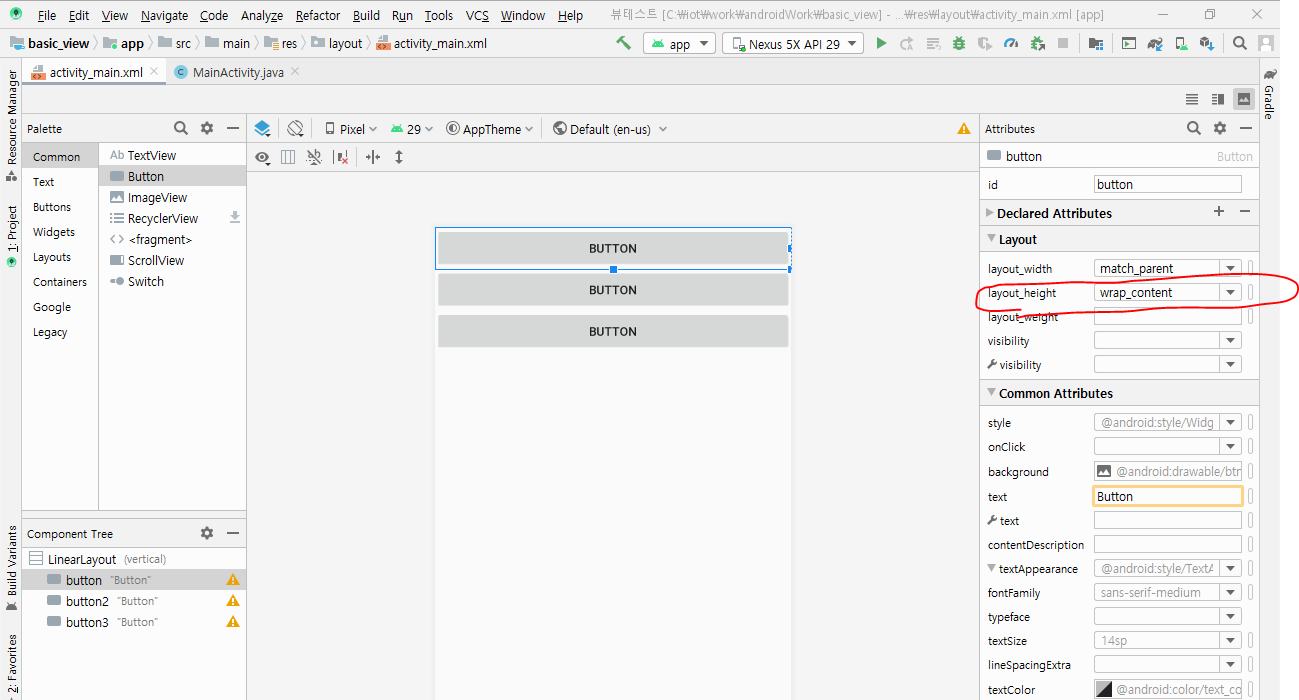 File Edit View Navigate Code Analyze Refactor Build Run Tools VCS Window Help 뷰테스트 [C:₩iot₩work₩androidWork₩basic_view] - ...₩res₩layout₩activity_main.xml [app]
basic_view app src main res layout activity_main.xml app Nexus 5X API 29
activity_main.xml MainActivity.java
Resource Manager
1: Project
Build Variants
2: Favorites
Gradle
Palette
Common
Text
Buttons
Widgets
Layouts
Containers
Google
Legacy
Ab TextView
Button
ImageView
RecyclerView
<fragment>
ScrollView
Switch
Pixel 29 AppTheme Default (en-us)
BUTTON
BUTTON
BUTTON
Component Tree
LinearLayout (vertical)
button "Button"
button2 "Button"
button3 "Button"
Attributes
button Button
id button
Declared Attributes
Layout
layout_width match_parent
layout_height wrap_content
layout_weight
visibility
visibility
Common Attributes
style @android:style/Widg
onClick
background @android:drawable/btn
text Button
text
contentDescription
textAppearance @android:style/TextA
fontFamily sans-serif-medium
typeface
textSize 14sp
lineSpacingExtra
textColor @android:color/text_co